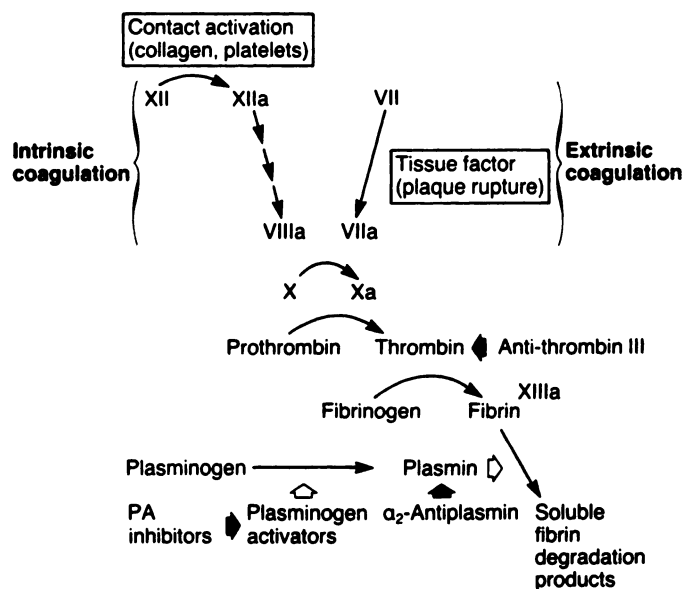 Contact activation
(collagen, platelets)
XII XIIa VII
Intrinsic
coagulation
Tissue factor
(plaque rupture)
Extrinsic
coagulation
VIIIa VIIa
X Xa
Prothrombin Thrombin Anti-thrombin III
XIIIa
Fibrinogen Fibrin
Plasminogen Plasmin
PA
inhibitors
Plasminogen
activators
α₂-Antiplasmin
Soluble
fibrin
degradation
products